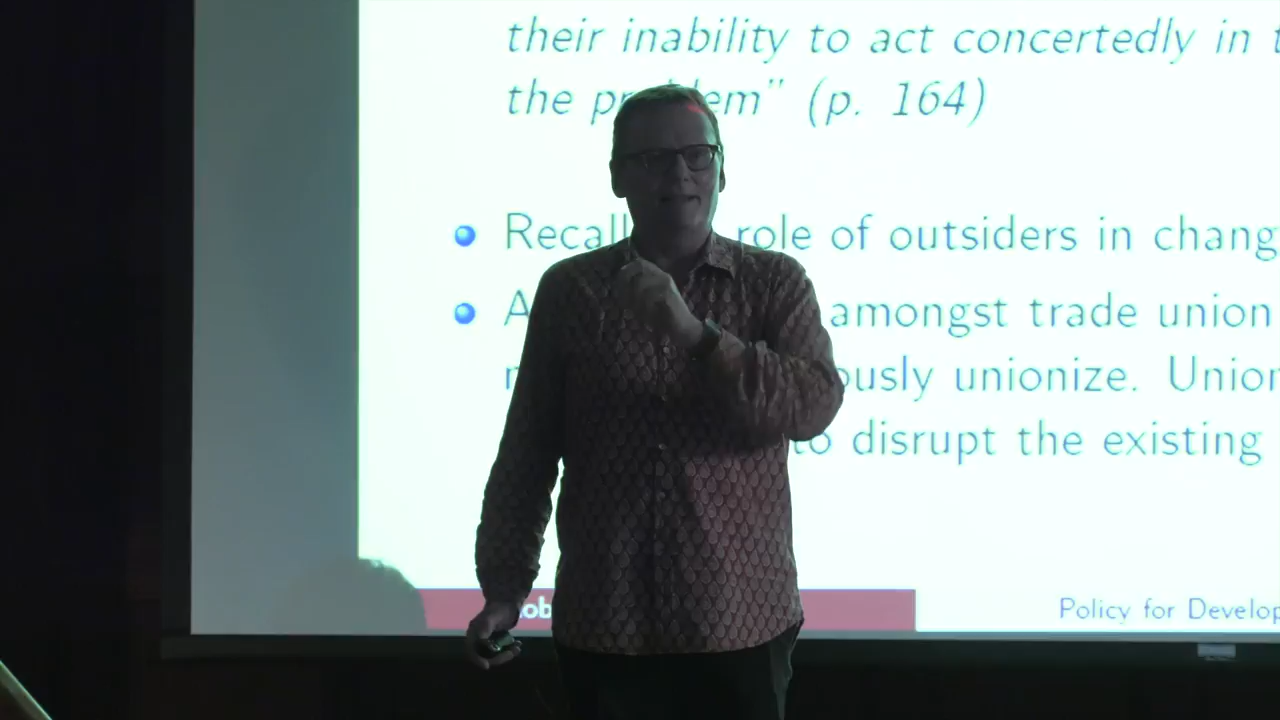 their inability to act concertedly in
the problem" (p. 164)
Recall role of outsiders in chang
A amongst trade union
ously unionize. Union
to disrupt the existing
ob
Policy for Develop